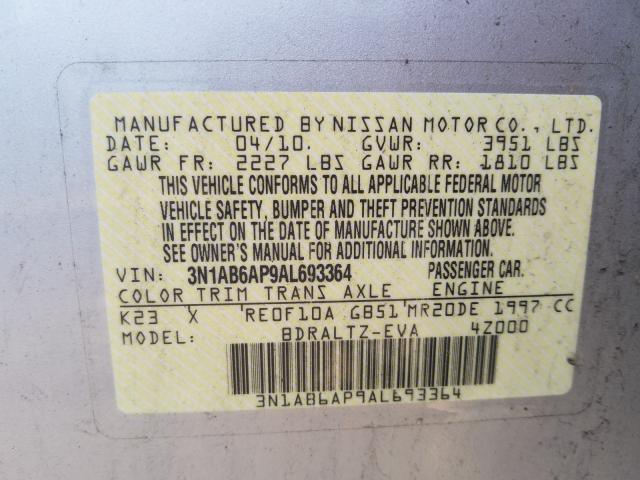 MANUFACTURED BY NISSAN MOTOR CO., LTD.
DATE: 04/10. GVWR: 3951 LBS
GAWR FR: 2227 LBS GAWR RR: 1810 LBS
THIS VEHICLE CONFORMS TO ALL APPLICABLE FEDERAL MOTOR
VEHICLE SAFETY, BUMPER AND THEFT PREVENTION STANDARDS
IN EFFECT ON THE DATE OF MANUFACTURE SHOWN ABOVE.
SEE OWNER'S MANUAL FOR ADDITIONAL INFORMATION.
VIN: 3N1AB6AP9AL693364 PASSENGER CAR.
COLOR TRIM TRANS AXLE ENGINE
K23 X RE0F10A GB51 MR20DE 1997 CC
MODEL: BDRALTZ-EVA 4Z000
3N1AB6AP9AL693364